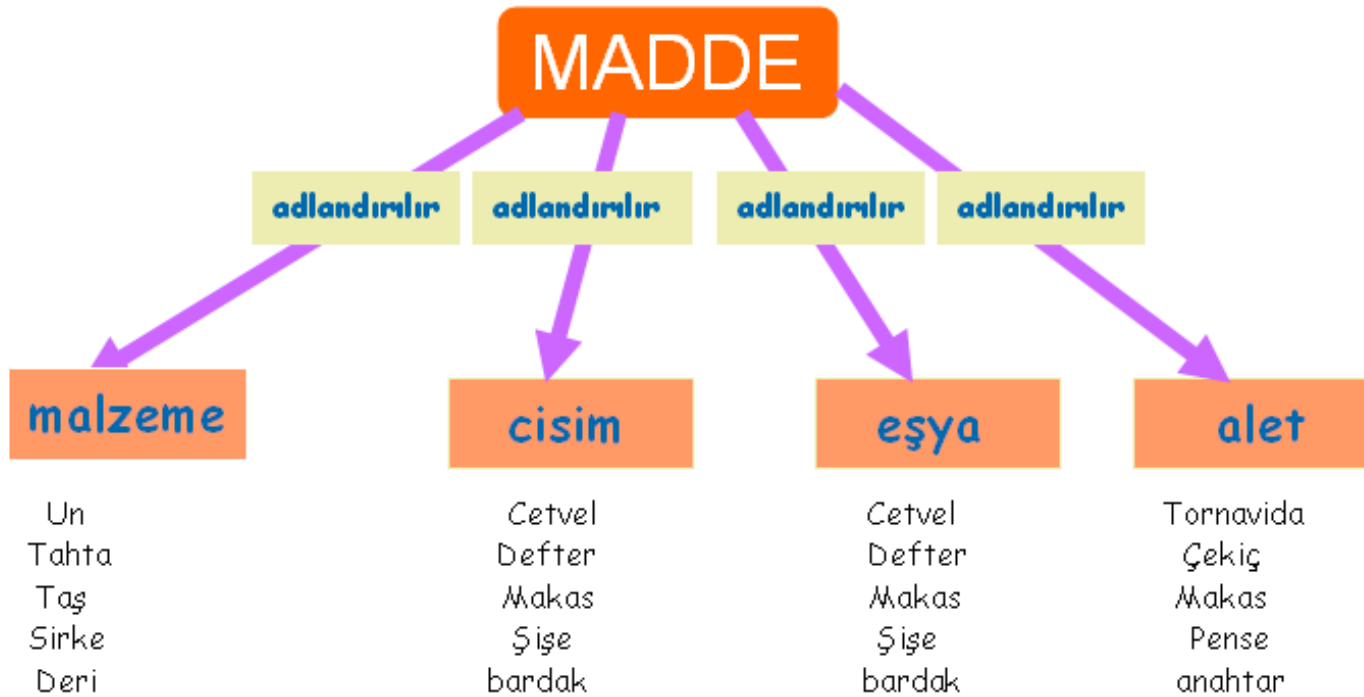 MADDE
adlandırılır adlandırılır adlandırılır adlandırılır
malzeme cisim eşya alet
Un Cetvel Cetvel Tornavida
Tahta Defter Defter Çekiç
Taş Makas Makas Makas
Sirke Şişe Şişe Pense
Deri bardak bardak anahtar